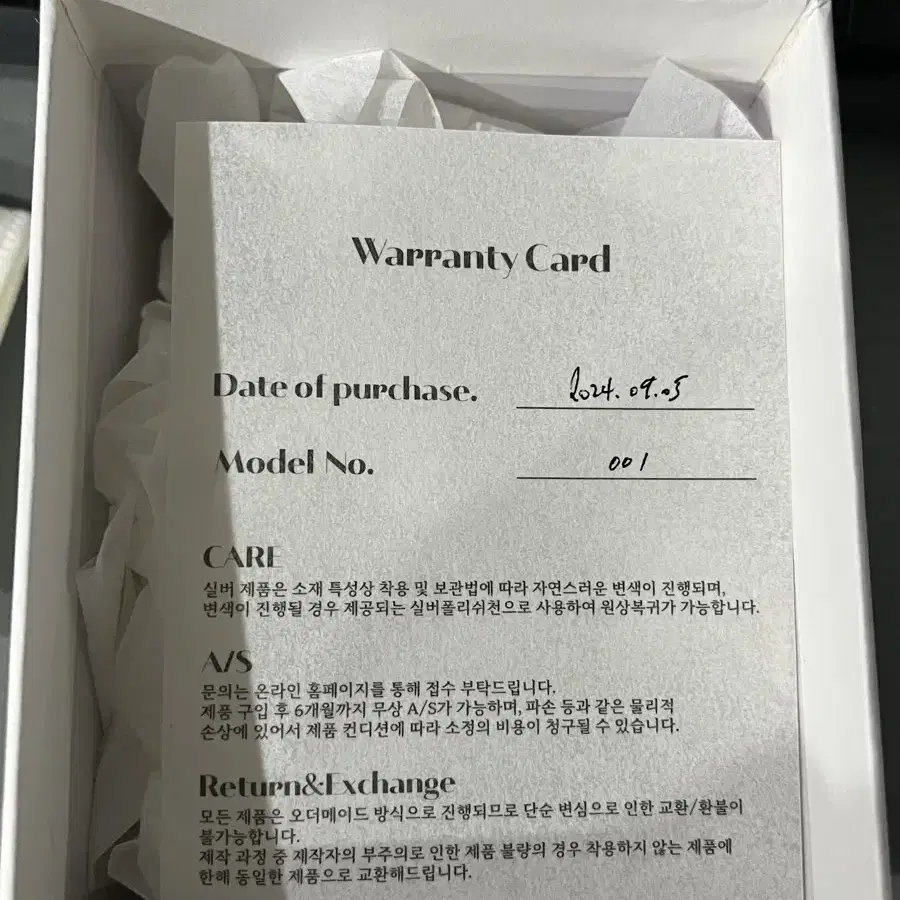 Warranty Card
Date of purchase. 2024.09.05
Model No. 001
CARE
실버 제품은 소재 특성상 착용 및 보관법에 따라 자연스러운 변색이 진행되며,
변색이 진행될 경우 제공되는 실버폴리쉬천으로 사용하여 원상복귀가 가능합니다.
A/S
문의는 온라인 홈페이지를 통해 접수 부탁드립니다.
제품 구입 후 6개월까지 무상 A/S가 가능하며, 파손 등과 같은 물리적
손상에 있어서 제품 컨디션에 따라 소정의 비용이 청구될 수 있습니다.
Return&Exchange
모든 제품은 오더메이드 방식으로 진행되므로 단순 변심으로 인한 교환/환불이
불가능합니다.
제작 과정 중 제작자의 부주의로 인한 제품 불량의 경우 착용하지 않는 제품에
한해 동일한 제품으로 교환해드립니다.